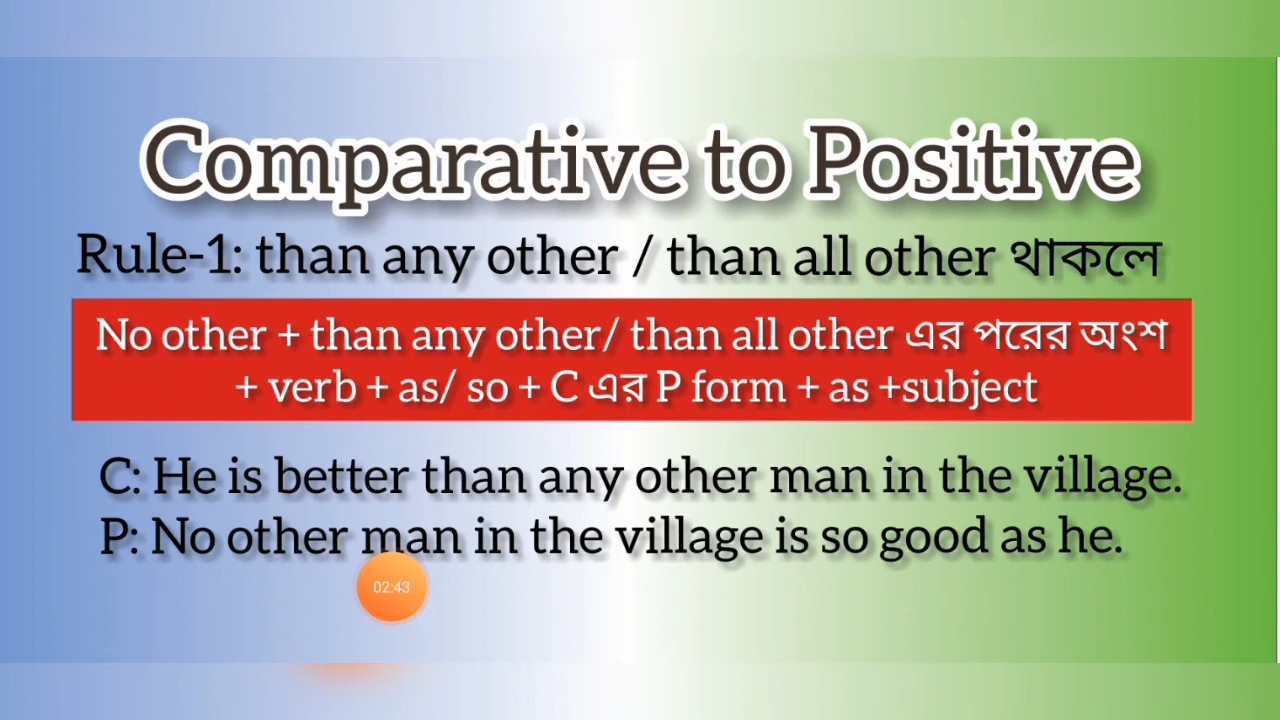 Comparative to Positive
Rule-1: than any other / than all other থাকলে
No other + than any other/ than all other এর পরের অংশ
+ verb + as/ so + C এর P form + as +subject
C: He is better than any other man in the village.
P: No other man in the village is so good as he.
02:43